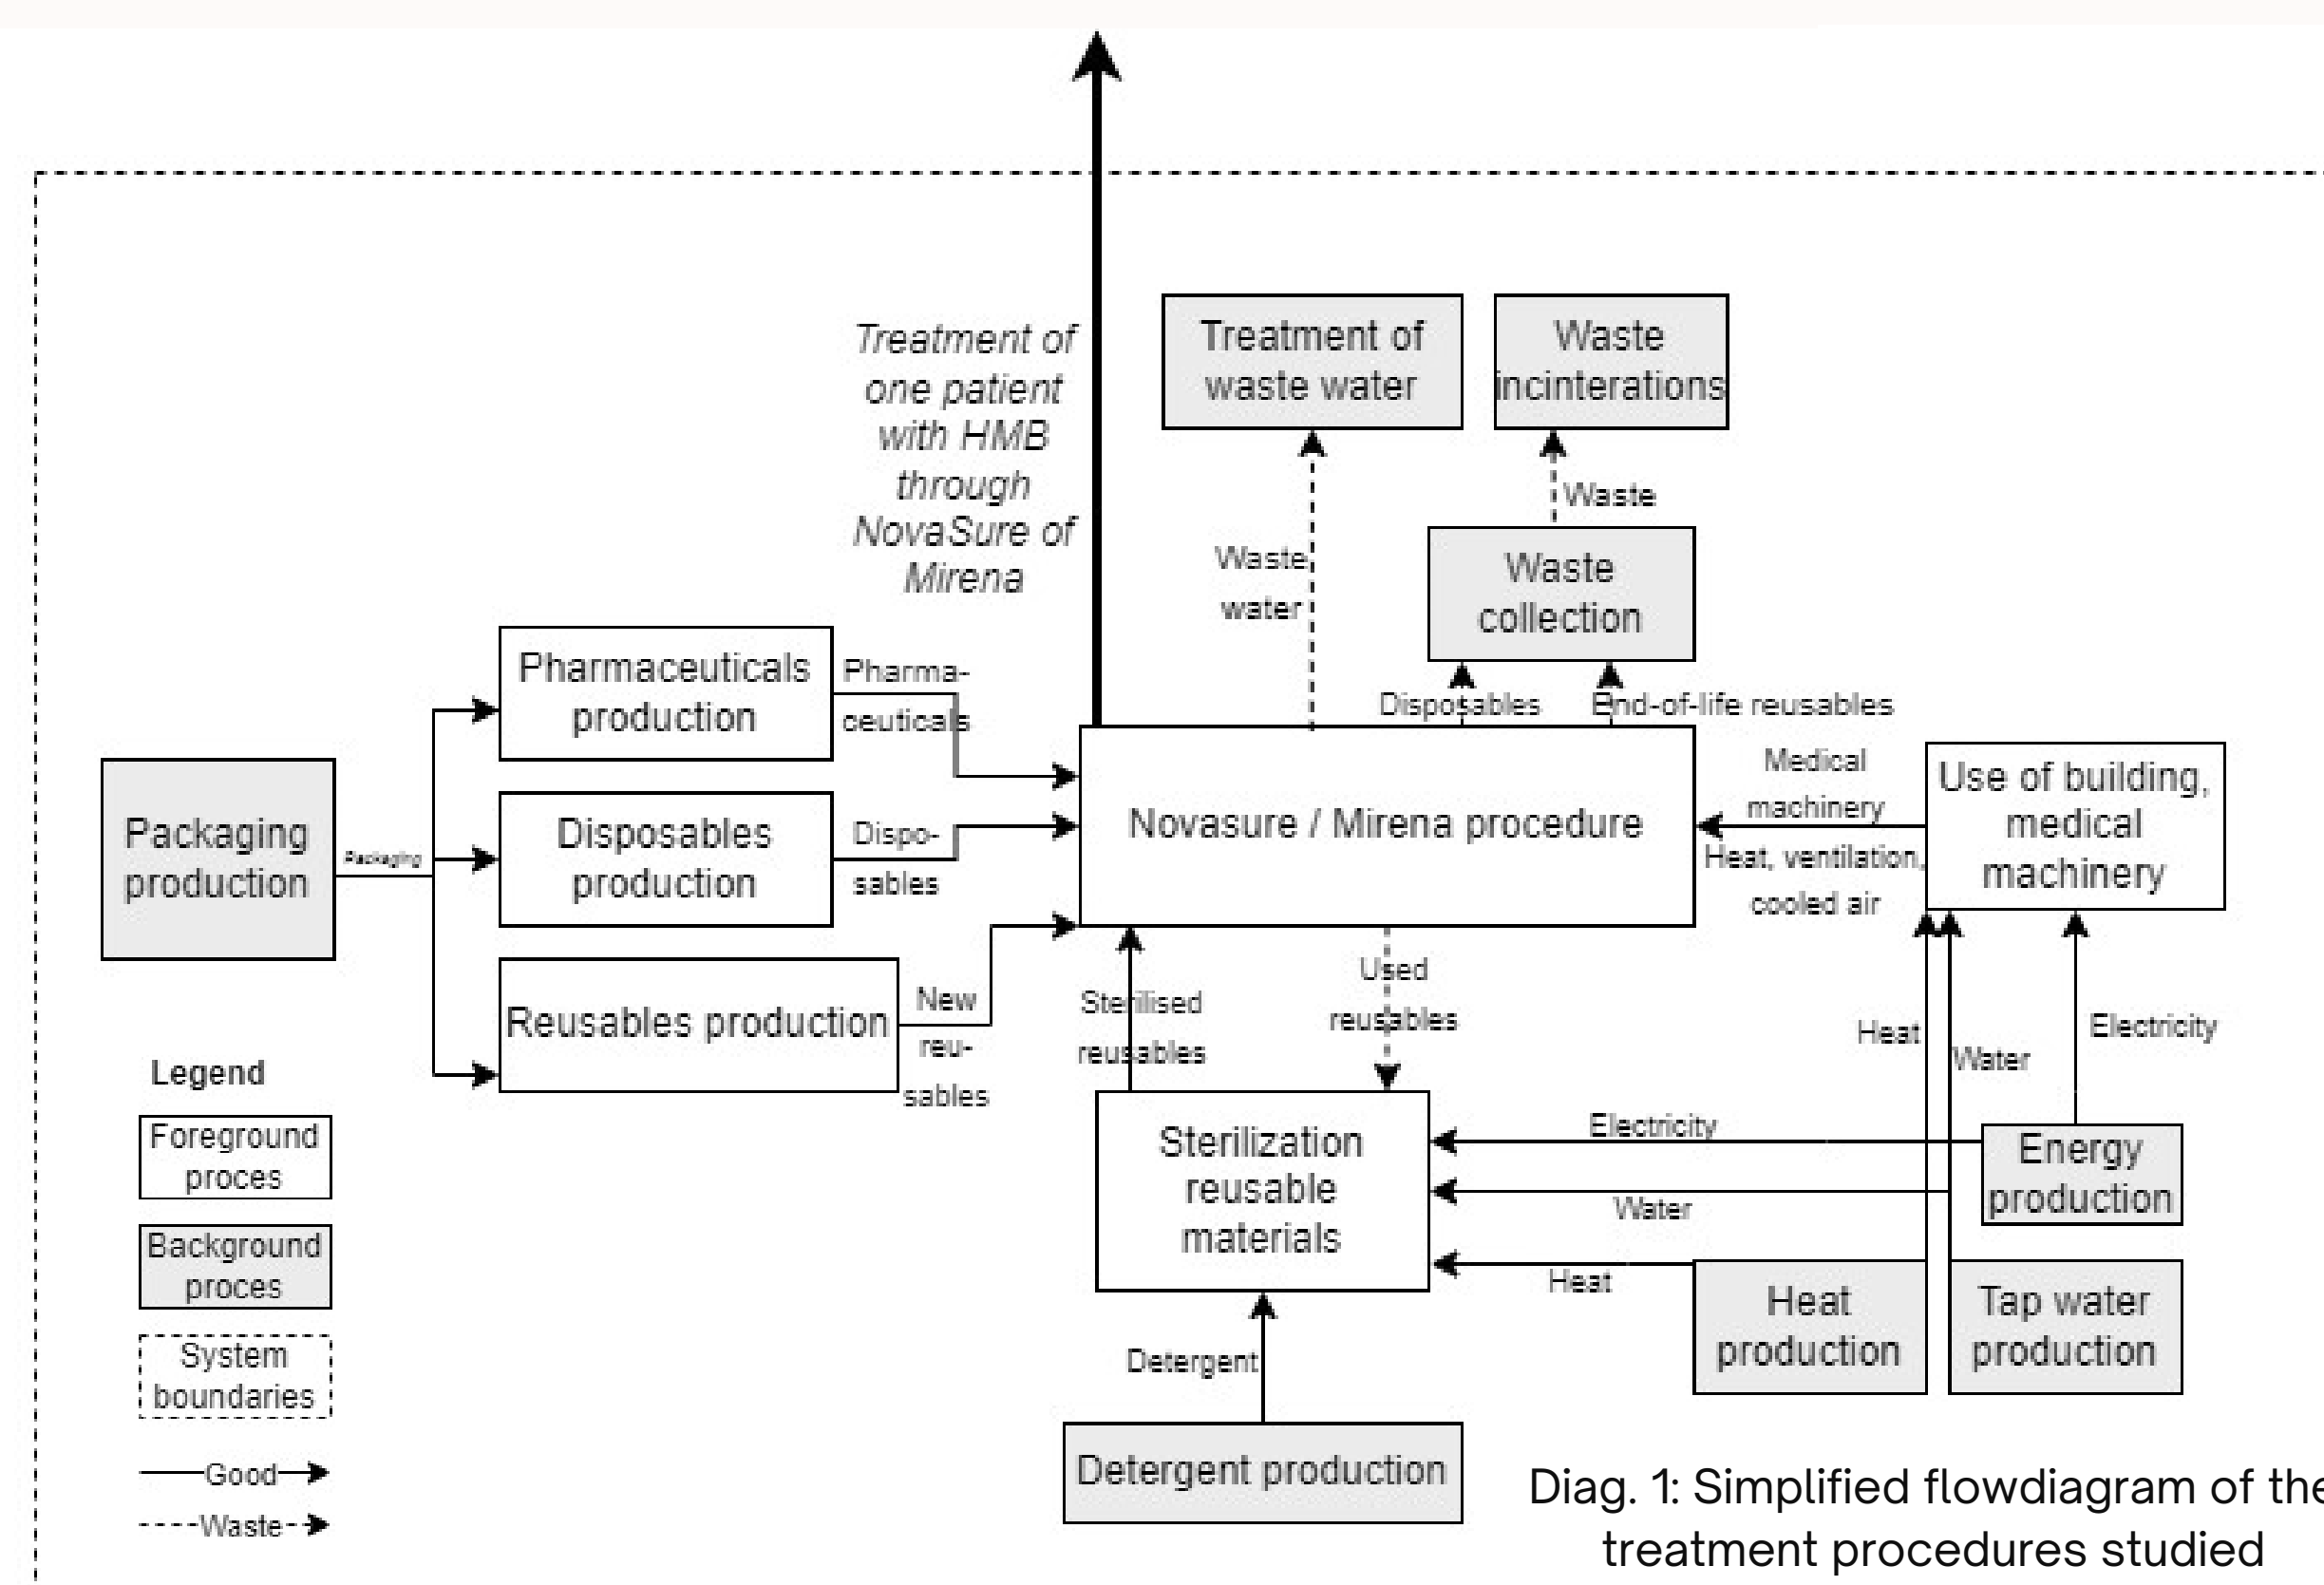 Treatment of
one patient
with HMB
through
NovaSure of
Mirena
Treatment of
waste water
Waste
incinterations
Waste
Waste
water
Waste
collection
Disposables
End-of-life reusables
Pharmaceuticals
production
Pharma-
ceuticals
Packaging
production
Packaging
Disposables
production
Dispo-
sables
Reusables production
New
reu-
sables
Novasure / Mirena procedure
Medical
machinery
Heat, ventilation,
cooled air
Use of building,
medical
machinery
Sterilised
reusables
Used
reusables
Heat
Water
Electricity
Sterilization
reusable
materials
Electricity
Water
Heat
Energy
production
Heat
production
Tap water
production
Detergent
Detergent production
Legend
Foreground
proces
Background
proces
System
boundaries
Good
Waste
Diag. 1: Simplified flowdiagram of the
treatment procedures studied